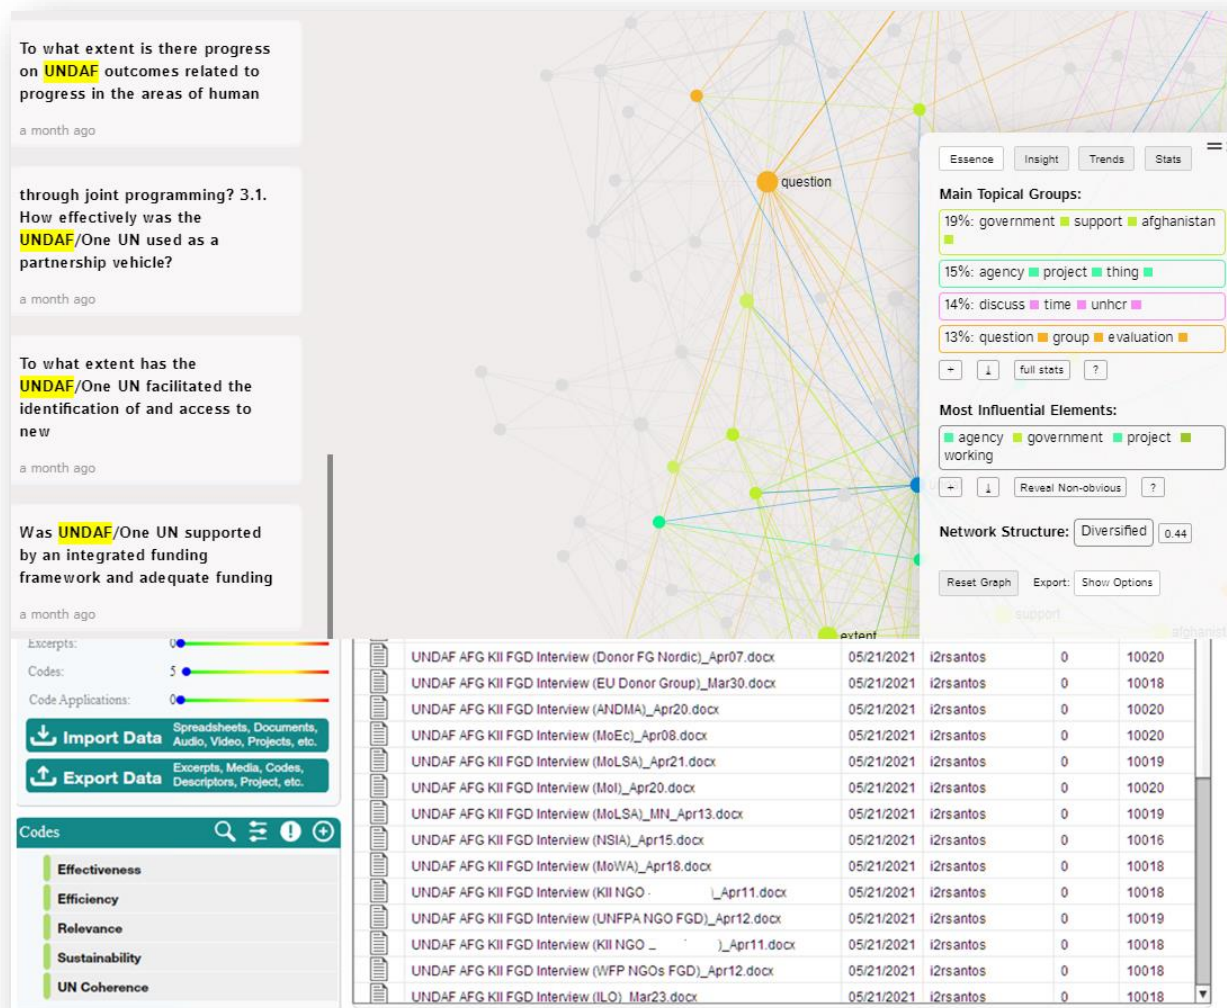 To what extent is there progress
on UNDAF outcomes related to
progress in the areas of human
a month ago
through joint programming? 3.1.
How effectively was the
UNDAF/One UN used as a
partnership vehicle?
a month ago
To what extent has the
UNDAF/One UN facilitated the
identification of and access to
new
a month ago
Was UNDAF/One UN supported
by an integrated funding
framework and adequate funding
a month ago
question
extent
Essence Insight Trends Stats
Main Topical Groups:
19%: government support afghanistan
15%: agency project thing
14%: discuss time unhcr
13%: question group evaluation
+ ↓ full stats ?
Most Influential Elements:
agency government project
working
+ ↓ Reveal Non-obvious ?
Network Structure: Diversified 0.44
Reset Graph Export: Show Options
support
afghanist
Excerpts: 0
Codes: 5
Code Applications: 0
Import Data Spreadsheets, Documents,
Audio, Video, Projects, etc.
Export Data Excerpts, Media, Codes,
Descriptors, Project, etc.
Codes
Effectiveness
Efficiency
Relevance
Sustainability
UN Coherence
UNDAF AFG KII FGD Interview (Donor FG Nordic)_Apr07.docx 05/21/2021 i2rsantos 0 10020
UNDAF AFG KII FGD Interview (EU Donor Group)_Mar30.docx 05/21/2021 i2rsantos 0 10018
UNDAF AFG KII FGD Interview (ANDMA)_Apr20.docx 05/21/2021 i2rsantos 0 10020
UNDAF AFG KII FGD Interview (MoEc)_Apr08.docx 05/21/2021 i2rsantos 0 10020
UNDAF AFG KII FGD Interview (MoLSA)_Apr21.docx 05/21/2021 i2rsantos 0 10019
UNDAF AFG KII FGD Interview (MoI)_Apr20.docx 05/21/2021 i2rsantos 0 10020
UNDAF AFG KII FGD Interview (MoLSA)_MN_Apr13.docx 05/21/2021 i2rsantos 0 10019
UNDAF AFG KII FGD Interview (NSIA)_Apr15.docx 05/21/2021 i2rsantos 0 10016
UNDAF AFG KII FGD Interview (MoWA)_Apr18.docx 05/21/2021 i2rsantos 0 10018
UNDAF AFG KII FGD Interview (KII NGO - )_Apr11.docx 05/21/2021 i2rsantos 0 10018
UNDAF AFG KII FGD Interview (UNFPA NGO FGD)_Apr12.docx 05/21/2021 i2rsantos 0 10019
UNDAF AFG KII FGD Interview (KII NGO _ )_Apr11.docx 05/21/2021 i2rsantos 0 10018
UNDAF AFG KII FGD Interview (WFP NGOs FGD)_Apr12.docx 05/21/2021 i2rsantos 0 10018
UNDAF AFG KII FGD Interview (ILO)_Mar23.docx 05/21/2021 i2rsantos 0 10018